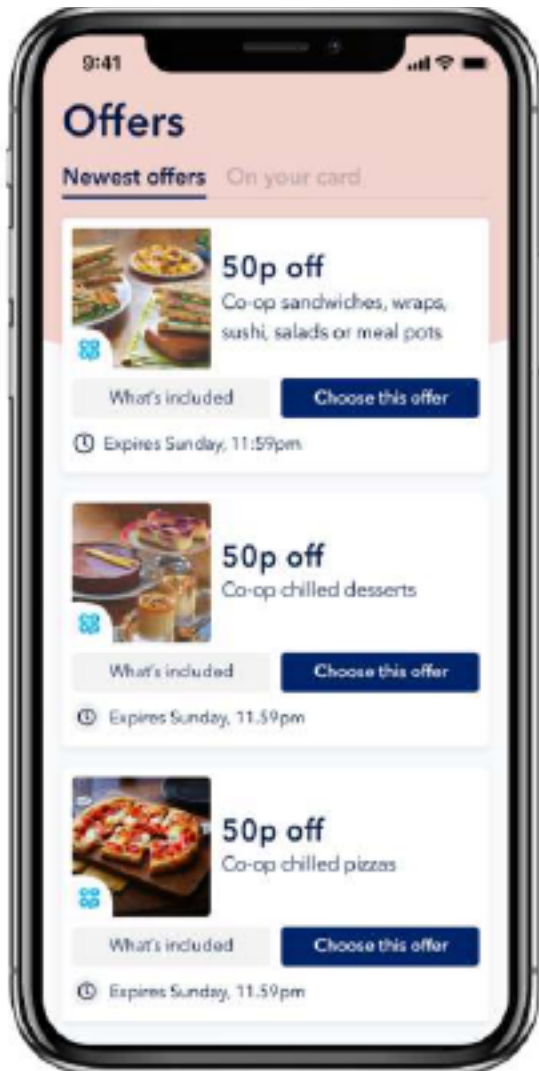 9:41
Offers
Newest offers On your card
50p off
Co-op sandwiches, wraps,
sushi, salads or meal pots
What's included Choose this offer
Expires Sunday, 11:59pm
50p off
Co-op chilled desserts
What's included Choose this offer
Expires Sunday, 11.59pm
50p off
Co-op chilled pizzas
What's included Choose this offer
Expires Sunday, 11.59pm